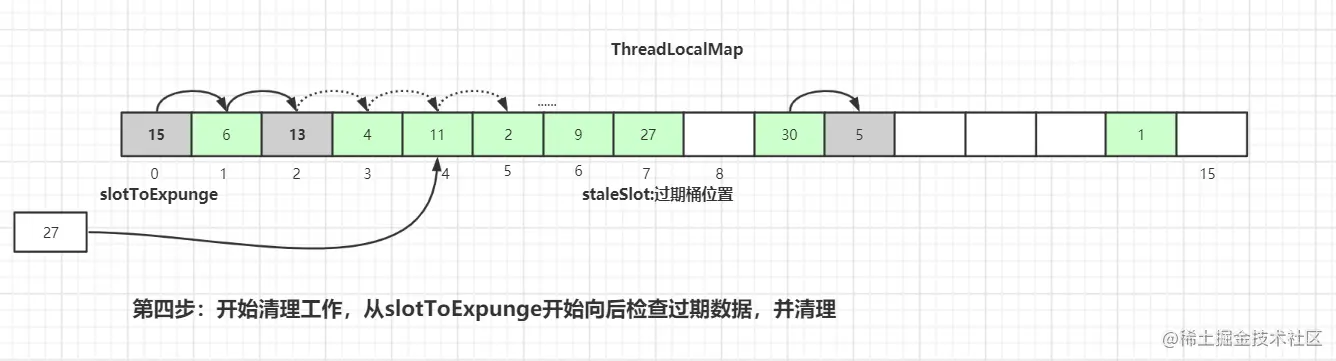 ThreadLocalMap
......
15 6 13 4 11 2 9 27 30 5 1
0 1 2 3 4 5 6 7 8 15
slotToExpunge staleSlot:过期桶位置
27
第四步：开始清理工作，从slotToExpunge开始向后检查过期数据，并清理
@稀土掘金技术社区